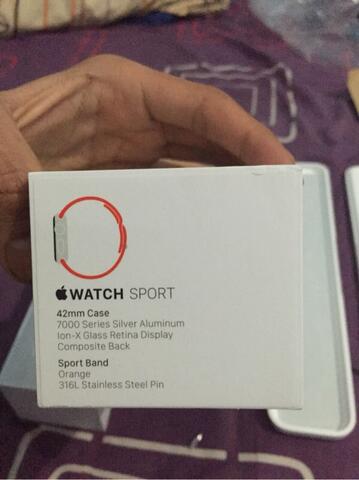 WATCH SPORT
42mm Case
7000 Series Silver Aluminum
Ion-X Glass Retina Display
Composite Back
Sport Band
Orange
316L Stainless Steel Pin